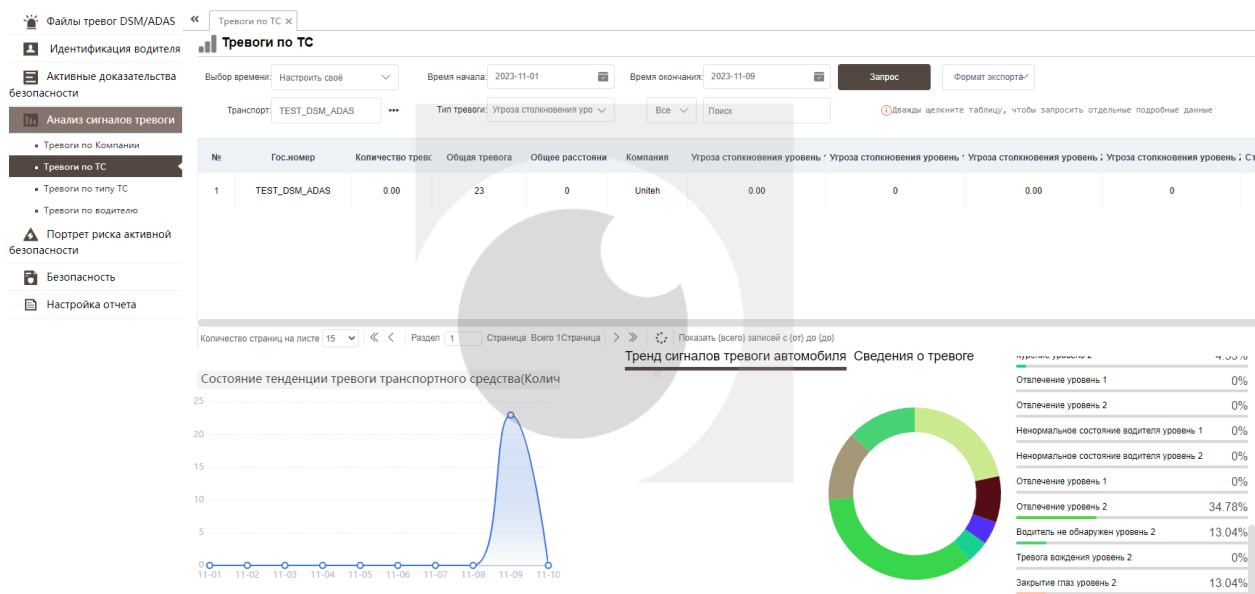 Файлы тревог DSM/ADAS
Идентификация водителя
Активные доказательства
безопасности
Анализ сигналов тревоги
Тревоги по Компании
Тревоги по ТС
Тревоги по типу ТС
Тревоги по водителю
Портрет риска активной
безопасности
Безопасность
Настройка отчета
« Тревоги по ТС ×
Тревоги по ТС
Выбор времени: Настроить своё Время начала: 2023-11-01 Время окончания: 2023-11-09 Запрос Формат экспорта
Транспорт: TEST_DSM_ADAS ••• Тип тревоги: Угроза столкновения уро Все Поиск Дважды щелкните таблицу, чтобы запросить отдельные подробные данные
№ Гос.номер Количество тревс Общая тревога Общее расстояни Компания Угроза столкновения уровень Угроза столкновения уровень Угроза столкновения уровень Угроза столкновения уровень 2
1 TEST_DSM_ADAS 0.00 23 0 Uniteh 0.00 0 0.00 0
Количество страниц на листе 15 Раздел 1 Страница Всего 1Страница Показать {всего} записей с {от} до {до}
Тренд сигналов тревоги автомобиля Сведения о тревоге
Состояние тенденции тревоги транспортного средства(Колич
25
20
15
10
5
0
11-01 11-02 11-03 11-04 11-05 11-06 11-07 11-08 11-09 11-10
Курение уровень 2 4.35%
Отвлечение уровень 1 0%
Отвлечение уровень 2 0%
Ненормальное состояние водителя уровень 1 0%
Ненормальное состояние водителя уровень 2 0%
Отвлечение уровень 1 0%
Отвлечение уровень 2 34.78%
Водитель не обнаружен уровень 2 13.04%
Тревога вождения уровень 2 0%
Закрытие глаз уровень 2 13.04%